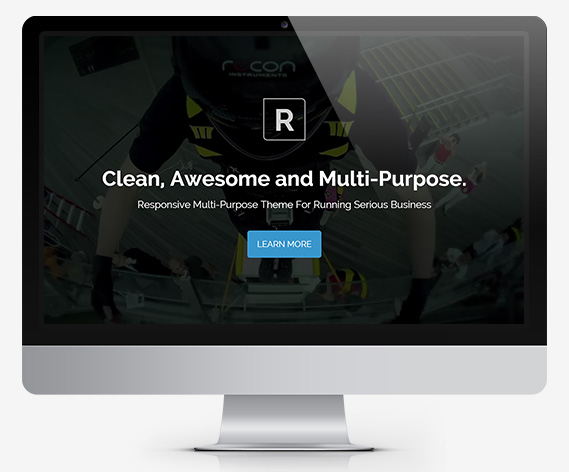 recon
INSTRUMENTS
R
Clean, Awesome and Multi-Purpose.
Responsive Multi-Purpose Theme For Running Serious Business
LEARN MORE